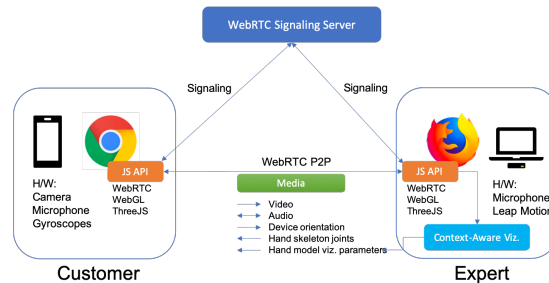 WebRTC Signaling Server
Signaling
Signaling
JS API
WebRTC
WebGL
ThreeJS
H/W:
Camera
Microphone
Gyroscopes
WebRTC P2P
Media
Video
Audio
Device orientation
Hand skeleton joints
Hand model viz. parameters
JS API
WebRTC
WebGL
ThreeJS
H/W:
Microphone
Leap Motion
Context-Aware Viz.
Customer
Expert